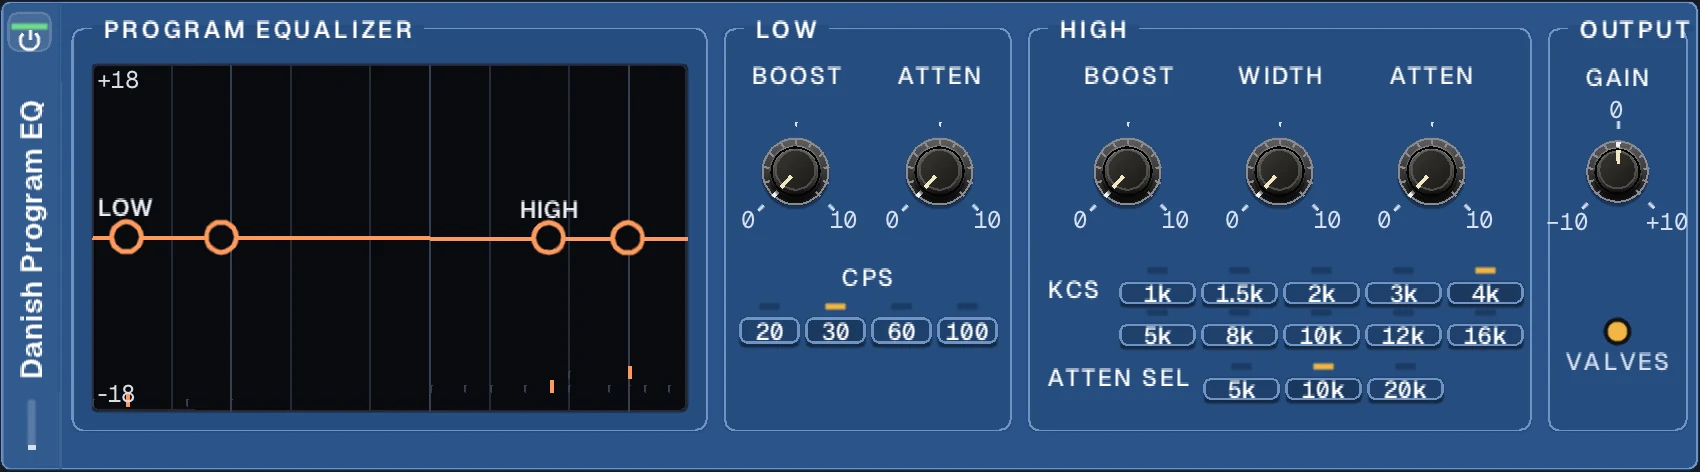 Danish Program EQ
PROGRAM EQUALIZER
+18
LOW
HIGH
-18
LOW
BOOST ATTEN
0 10 0 10
CPS
20 30 60 100
HIGH
BOOST WIDTH ATTEN
0 10 0 10 0 10
KCS 1k 1.5k 2k 3k 4k
5k 8k 10k 12k 16k
ATTEN SEL 5k 10k 20k
OUTPUT
GAIN
0
-10 +10
VALVES